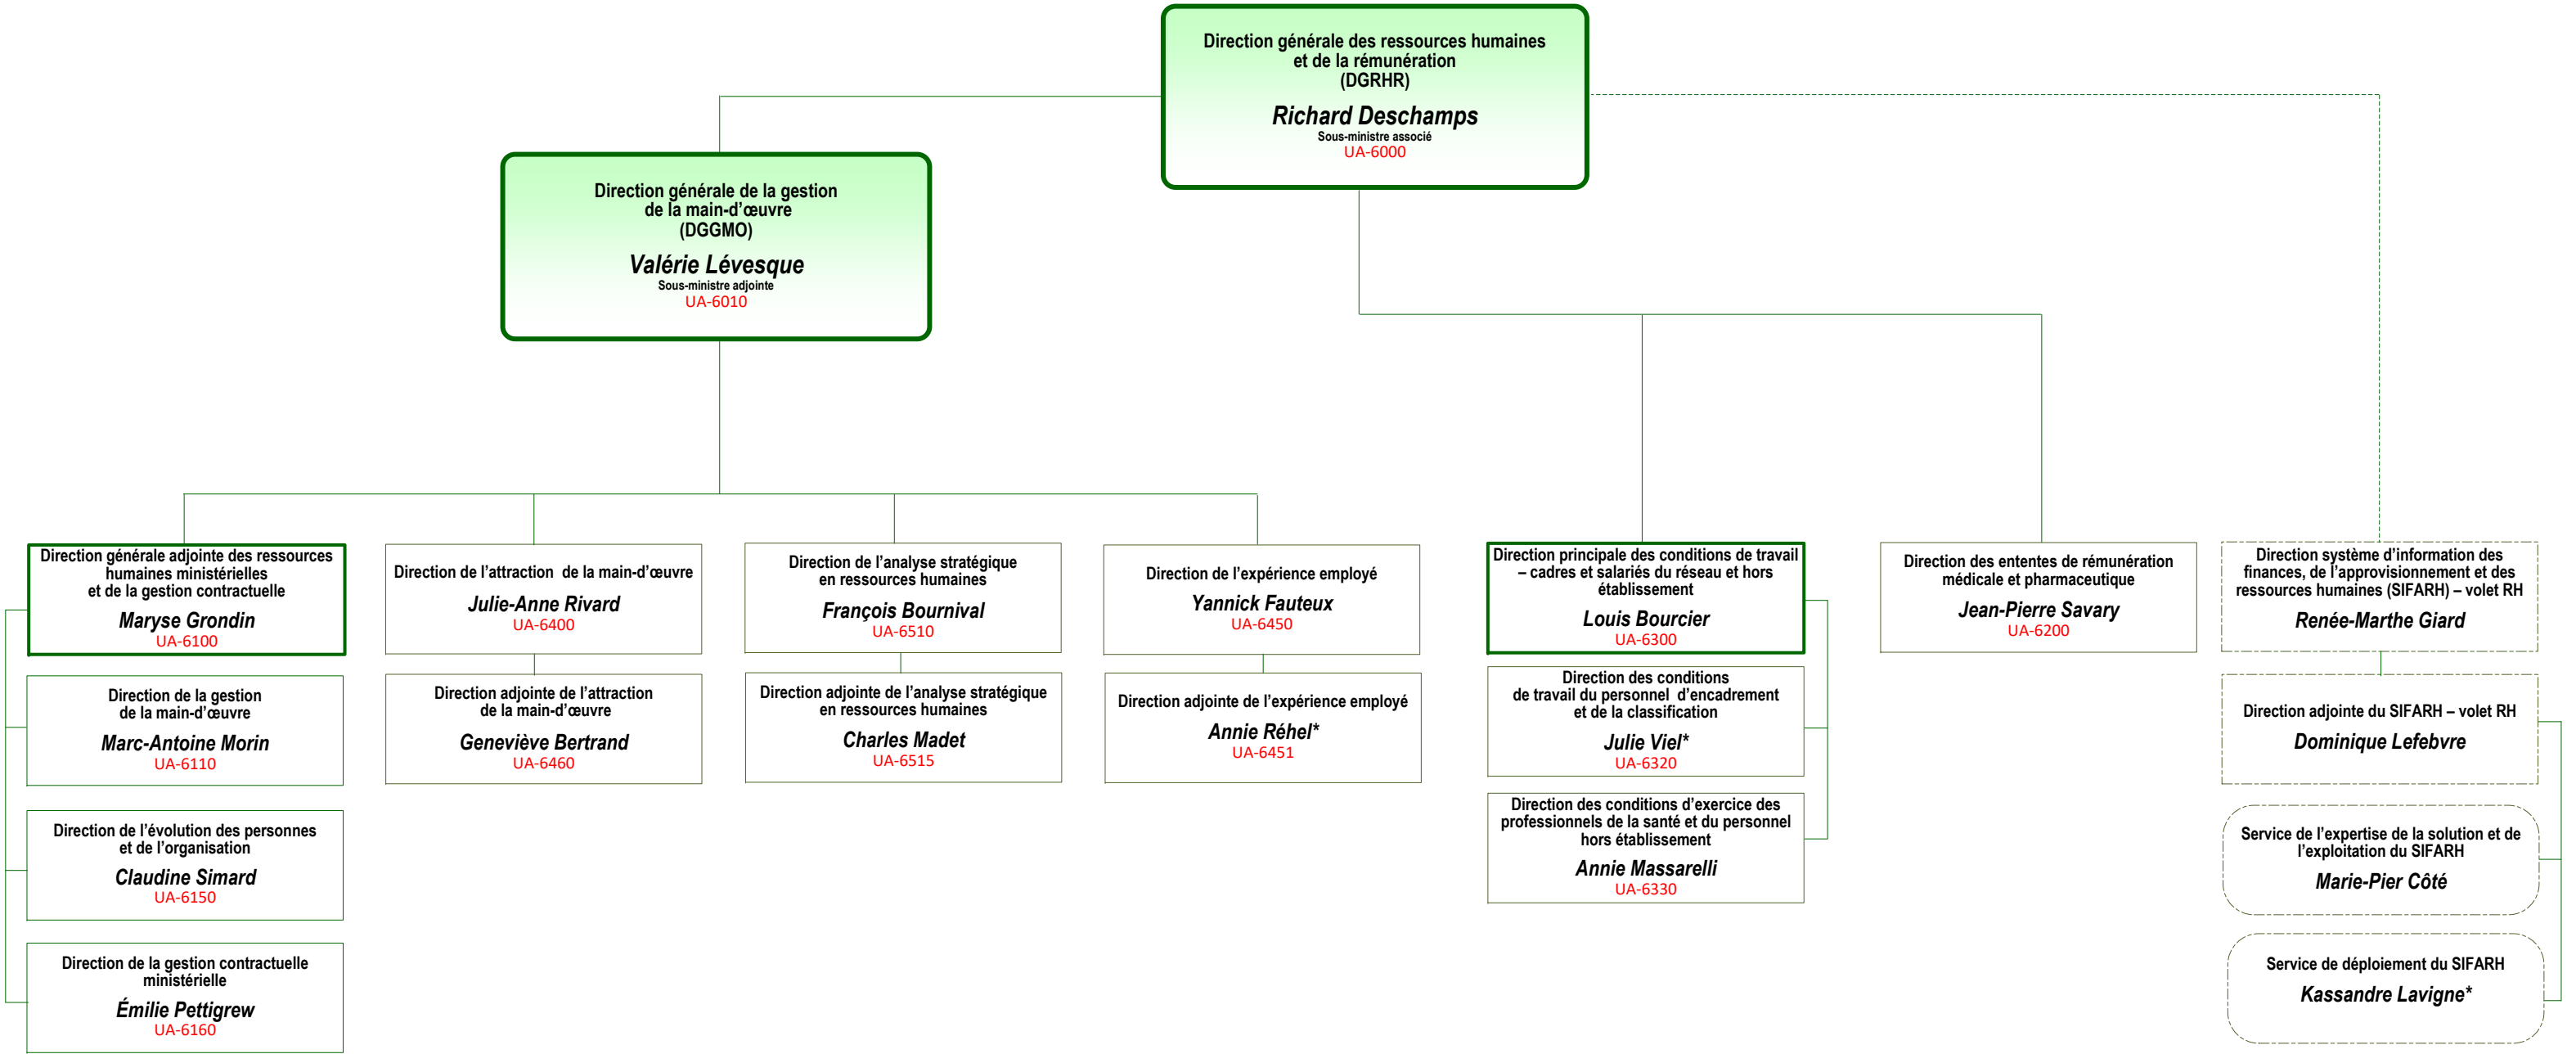 Direction générale des ressources humaines
et de la rémunération
(DGRHR)
Richard Deschamps
Sous-ministre associé
UA-6000
Direction générale de la gestion
de la main-d’œuvre
(DGGMO)
Valérie Lévesque
Sous-ministre adjointe
UA-6010
Direction générale adjointe des ressources
humaines ministérielles
et de la gestion contractuelle
Maryse Grondin
UA-6100
Direction de la gestion
de la main-d’œuvre
Marc-Antoine Morin
UA-6110
Direction de l’évolution des personnes
et de l’organisation
Claudine Simard
UA-6150
Direction de la gestion contractuelle
ministérielle
Émilie Pettigrew
UA-6160
Direction de l’attraction de la main-d’œuvre
Julie-Anne Rivard
UA-6400
Direction adjointe de l’attraction
de la main-d’œuvre
Geneviève Bertrand
UA-6460
Direction de l’analyse stratégique
en ressources humaines
François Bournival
UA-6510
Direction adjointe de l’analyse stratégique
en ressources humaines
Charles Madet
UA-6515
Direction de l’expérience employé
Yannick Fauteux
UA-6450
Direction adjointe de l’expérience employé
Annie Réhel*
UA-6451
Direction principale des conditions de travail
– cadres et salariés du réseau et hors
établissement
Louis Bourcier
UA-6300
Direction des conditions
de travail du personnel d’encadrement
et de la classification
Julie Viel*
UA-6320
Direction des conditions d’exercice des
professionnels de la santé et du personnel
hors établissement
Annie Massarelli
UA-6330
Direction des ententes de rémunération
médicale et pharmaceutique
Jean-Pierre Savary
UA-6200
Direction système d’information des
finances, de l’approvisionnement et des
ressources humaines (SIFARH) – volet RH
Renée-Marthe Giard
Direction adjointe du SIFARH – volet RH
Dominique Lefebvre
Service de l’expertise de la solution et de
l’exploitation du SIFARH
Marie-Pier Côté
Service de déploiement du SIFARH
Kassandre Lavigne*